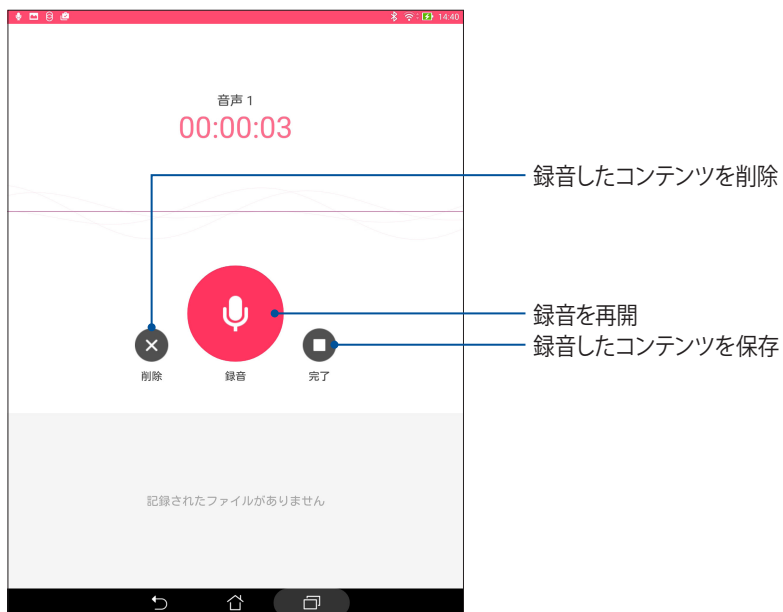 14:40
音声 1
00:00:03
録音したコンテンツを削除
録音を再開
録音したコンテンツを保存
削除
録音
完了
記録されたファイルがありません